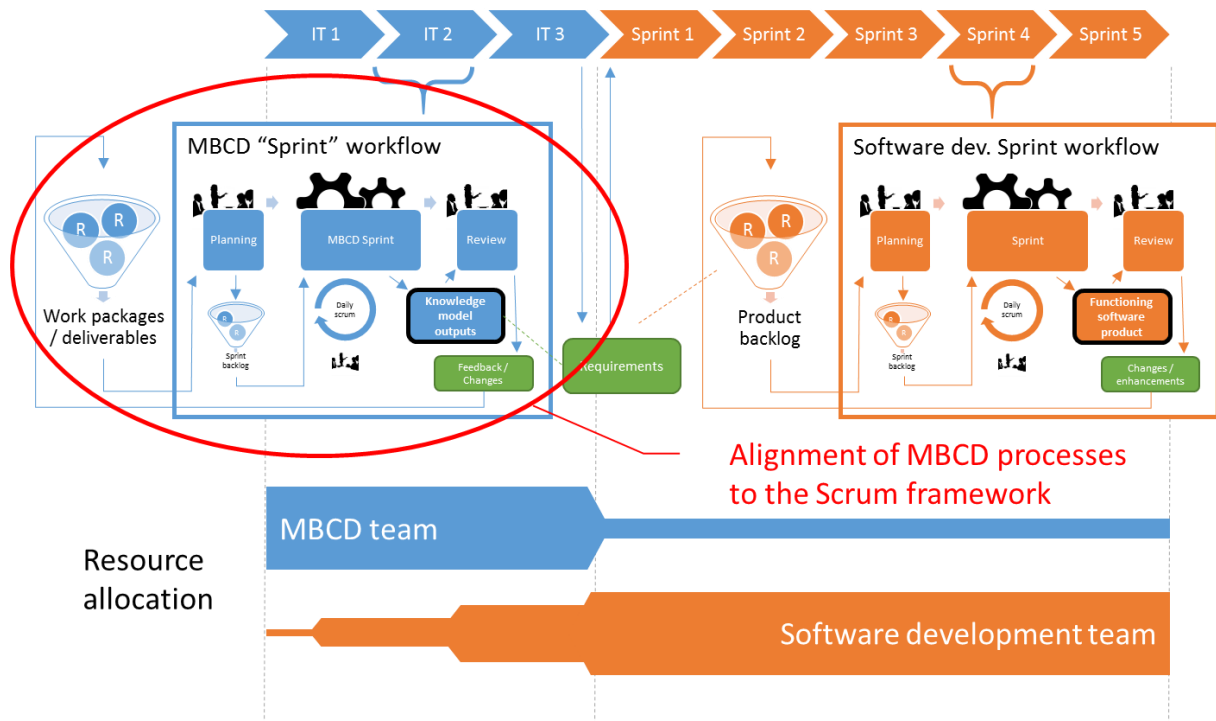 IT 1
IT 2
IT 3
Sprint 1
Sprint 2
Sprint 3
Sprint 4
Sprint 5
MBCD “Sprint” workflow
R
R
R
Work packages
/ deliverables
Planning
MBCD Sprint
Review
R
R
Sprint
backlog
Daily
scrum
Knowledge
model
outputs
Feedback /
Changes
Requirements
R
R
R
Product
backlog
Software dev. Sprint workflow
Planning
Sprint
Review
R
R
Sprint
backlog
Daily
scrum
Functioning
software
product
Changes /
enhancements
Alignment of MBCD processes
to the Scrum framework
Resource
allocation
MBCD team
Software development team